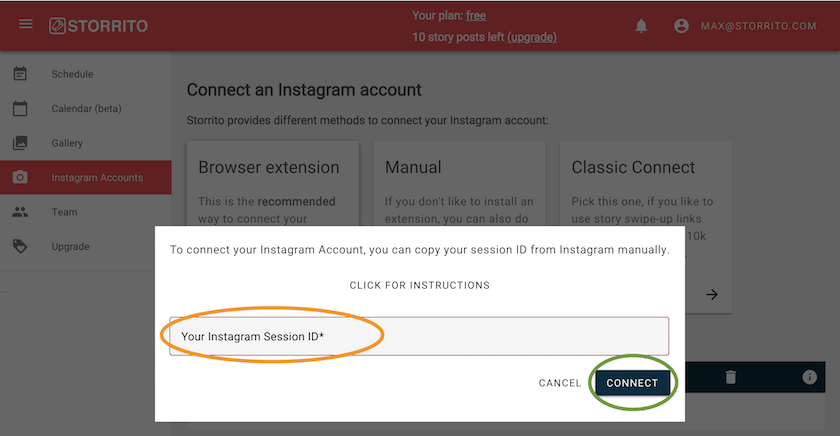 STORRITO
Your plan: free
10 story posts left (upgrade)
MAX@STORRITO.COM
Schedule
Calendar (beta)
Gallery
Instagram Accounts
Team
Upgrade
Connect an Instagram account
Storrito provides different methods to connect your Instagram account:
Browser extension
This is the recommended
way to connect your
Manual
If you don't like to install an
extension, you can also do
Classic Connect
Pick this one, if you like to
use story swipe-up links
10k
To connect your Instagram Account, you can copy your session ID from Instagram manually.
CLICK FOR INSTRUCTIONS
Your Instagram Session ID*
CANCEL
CONNECT